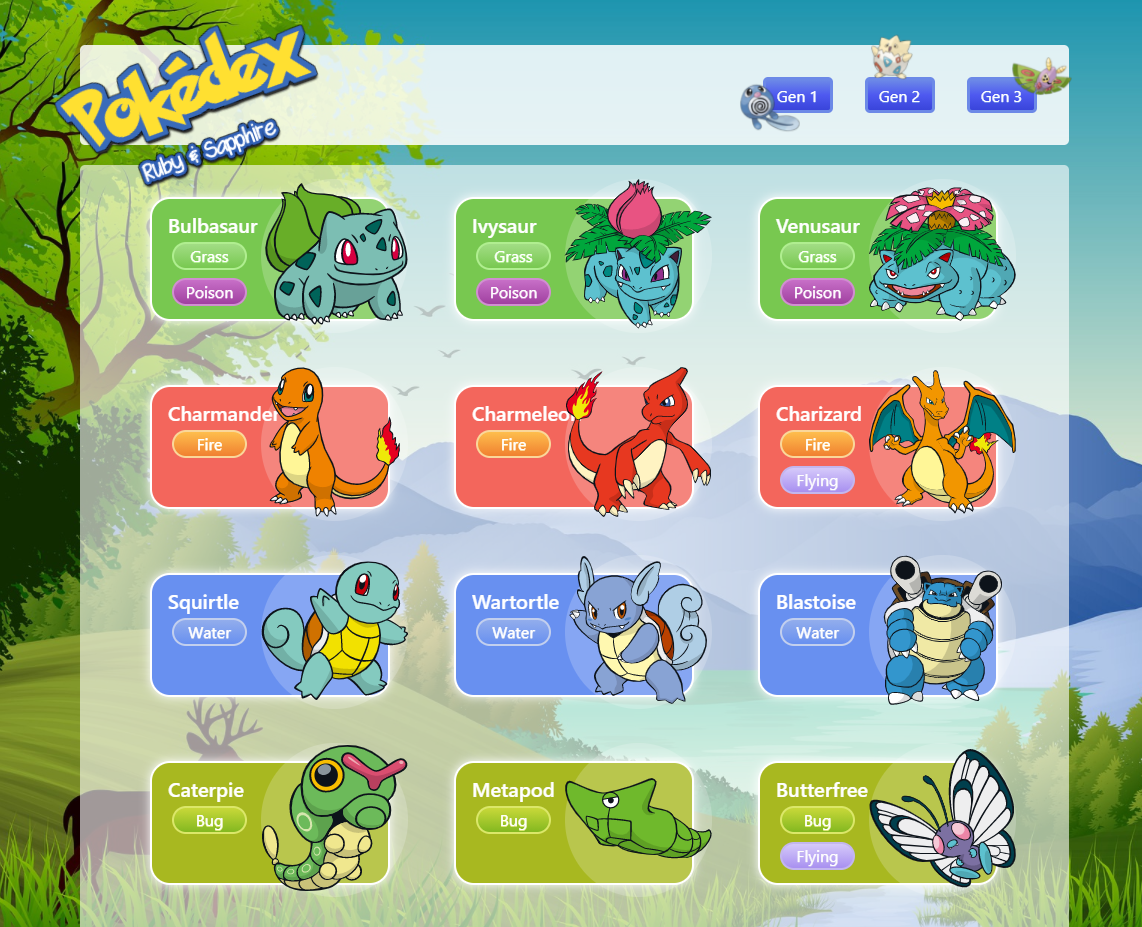 Pokédex
Ruby & Sapphire
Gen 1
Gen 2
Gen 3
Bulbasaur
Grass
Poison
Ivysaur
Grass
Poison
Venusaur
Grass
Poison
Charmander
Fire
Charmeleon
Fire
Charizard
Fire
Flying
Squirtle
Water
Wartortle
Water
Blastoise
Water
Caterpie
Bug
Metapod
Bug
Butterfree
Bug
Flying